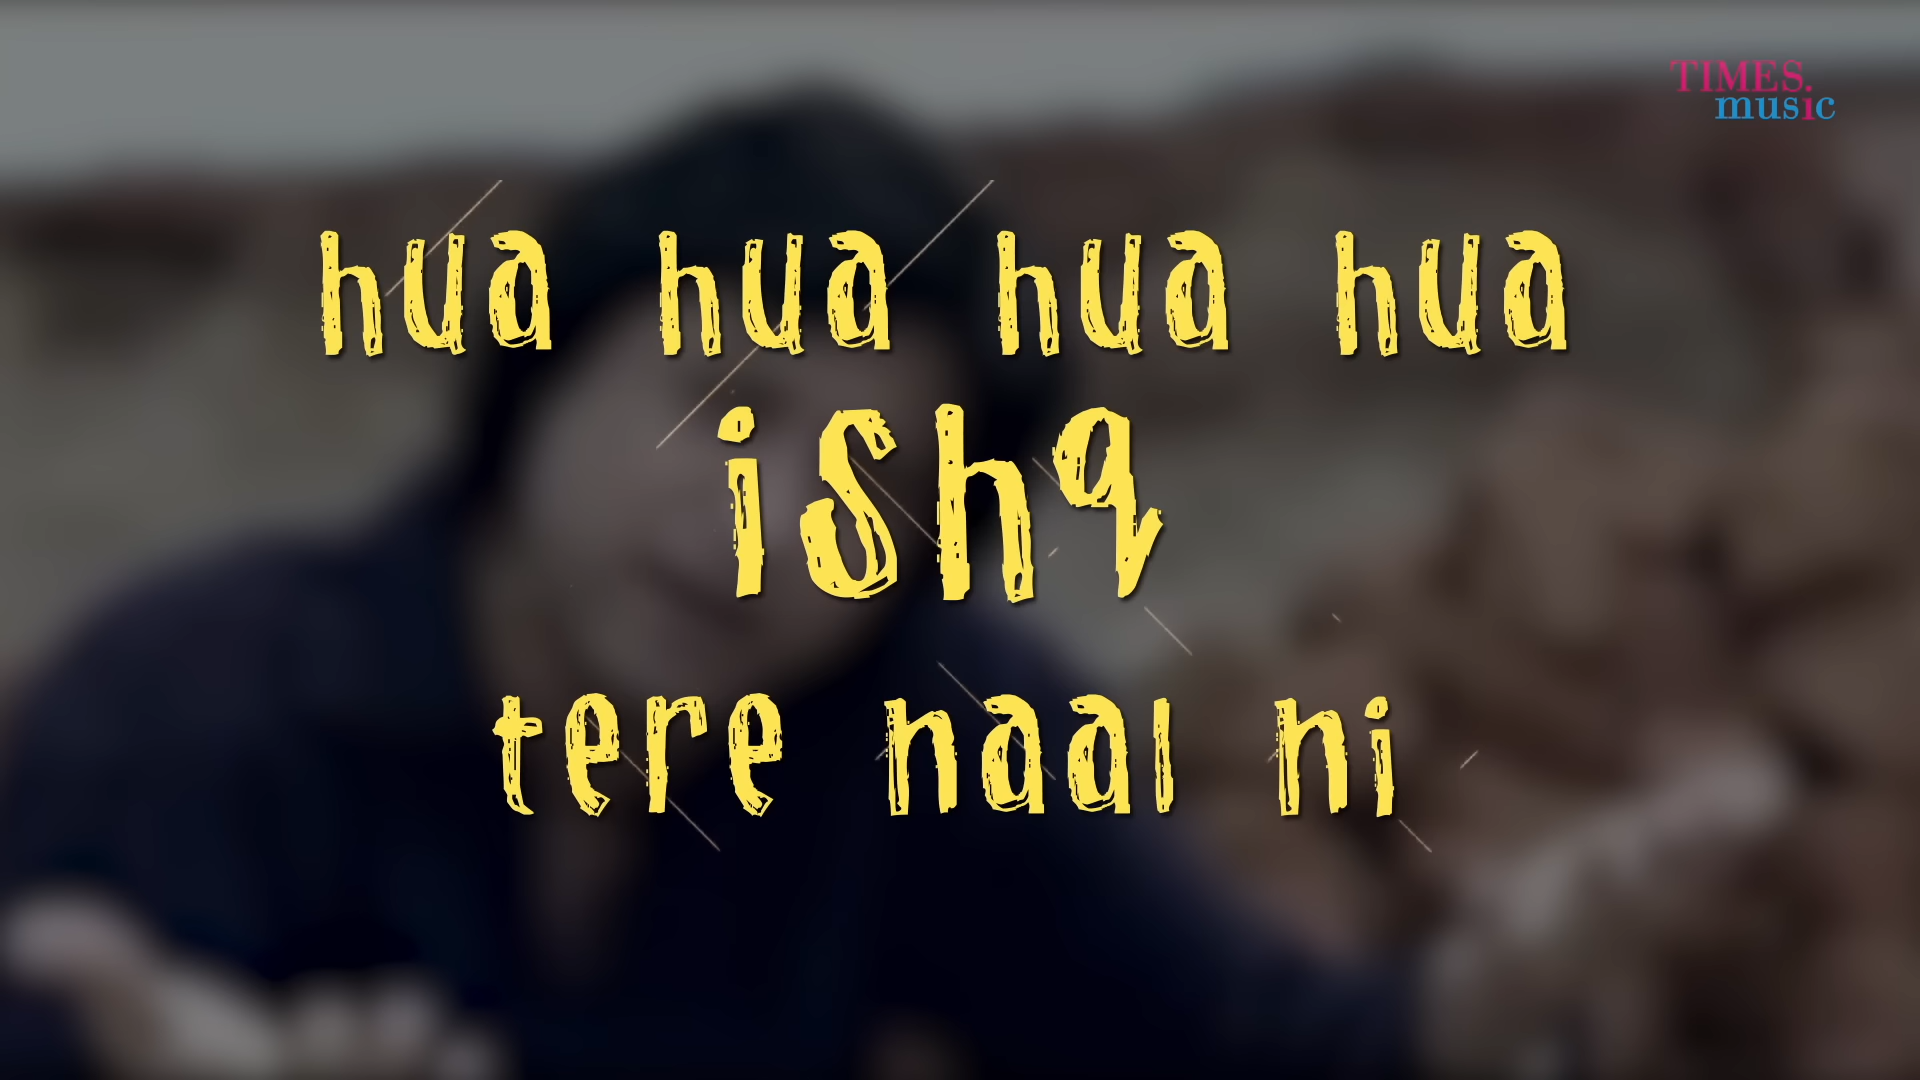 TIMES.
music
hua hua hua hua
ishq
tere naal ni